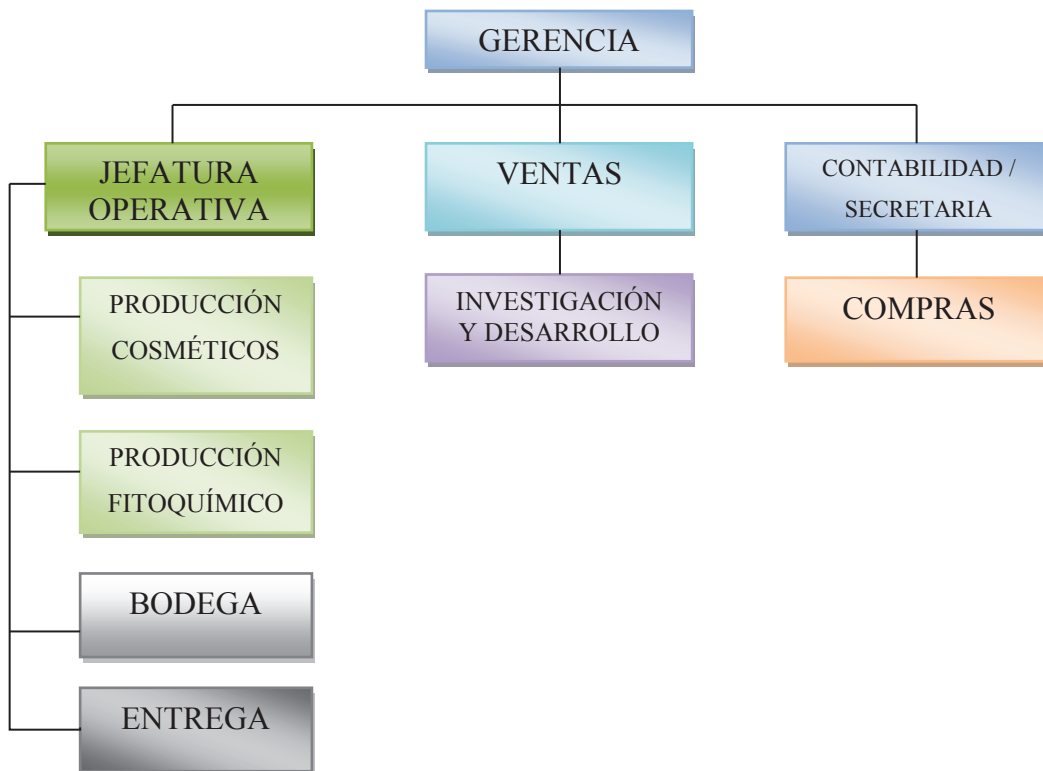 GERENCIA
JEFATURA
OPERATIVA
VENTAS
CONTABILIDAD /
SECRETARIA
PRODUCCIÓN
COSMÉTICOS
INVESTIGACIÓN
Y DESARROLLO
COMPRAS
PRODUCCIÓN
FITOQUÍMICO
BODEGA
ENTREGA